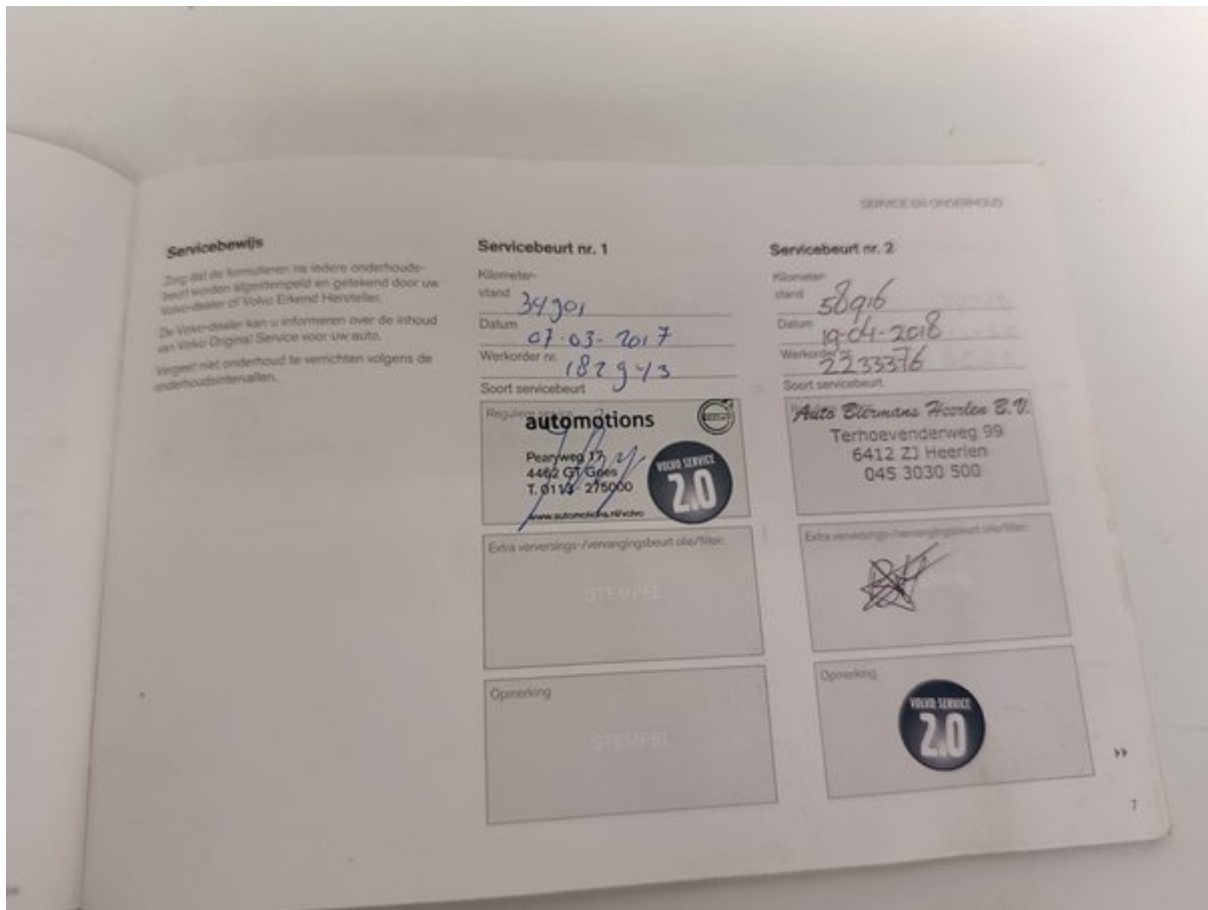 SERVICE EN ONDERHOUD
Servicebewijs
Zorg dat de formulieren na iedere onderhouds-
beurt worden afgestempeld en getekend door uw
Volvo-dealer of Volvo Erkend Hersteller.
De Volvo-dealer kan u informeren over de inhoud
van Volvo Original Service voor uw auto.
Vergeet niet onderhoud te verrichten volgens de
onderhoudsintervallen.
Servicebeurt nr. 1
Kilometer-
stand 34901
Datum 07-03-2017
Werkorder nr. 182943
Soort servicebeurt
Reguliere service
automotions
VOLVO
Pearyweg 17
4462 GT Goes
T. 0113 - 275000
www.automotions.nl/volvo
VOLVO SERVICE
2.0
Extra verversings-/vervangingsbeurt olie/filter:
STEMPEL
Opmerking
STEMPEL
Servicebeurt nr. 2
Kilometer-
stand 58916
Datum 19-04-2018
Werkorder 2233376
Soort servicebeurt
Auto Biermans Heerlen B.V.
Terhoevenderweg 99
6412 ZJ Heerlen
045 3030 500
Extra verversings-/vervangingsbeurt olie/filter:
Opmerking
VOLVO SERVICE
2.0
7